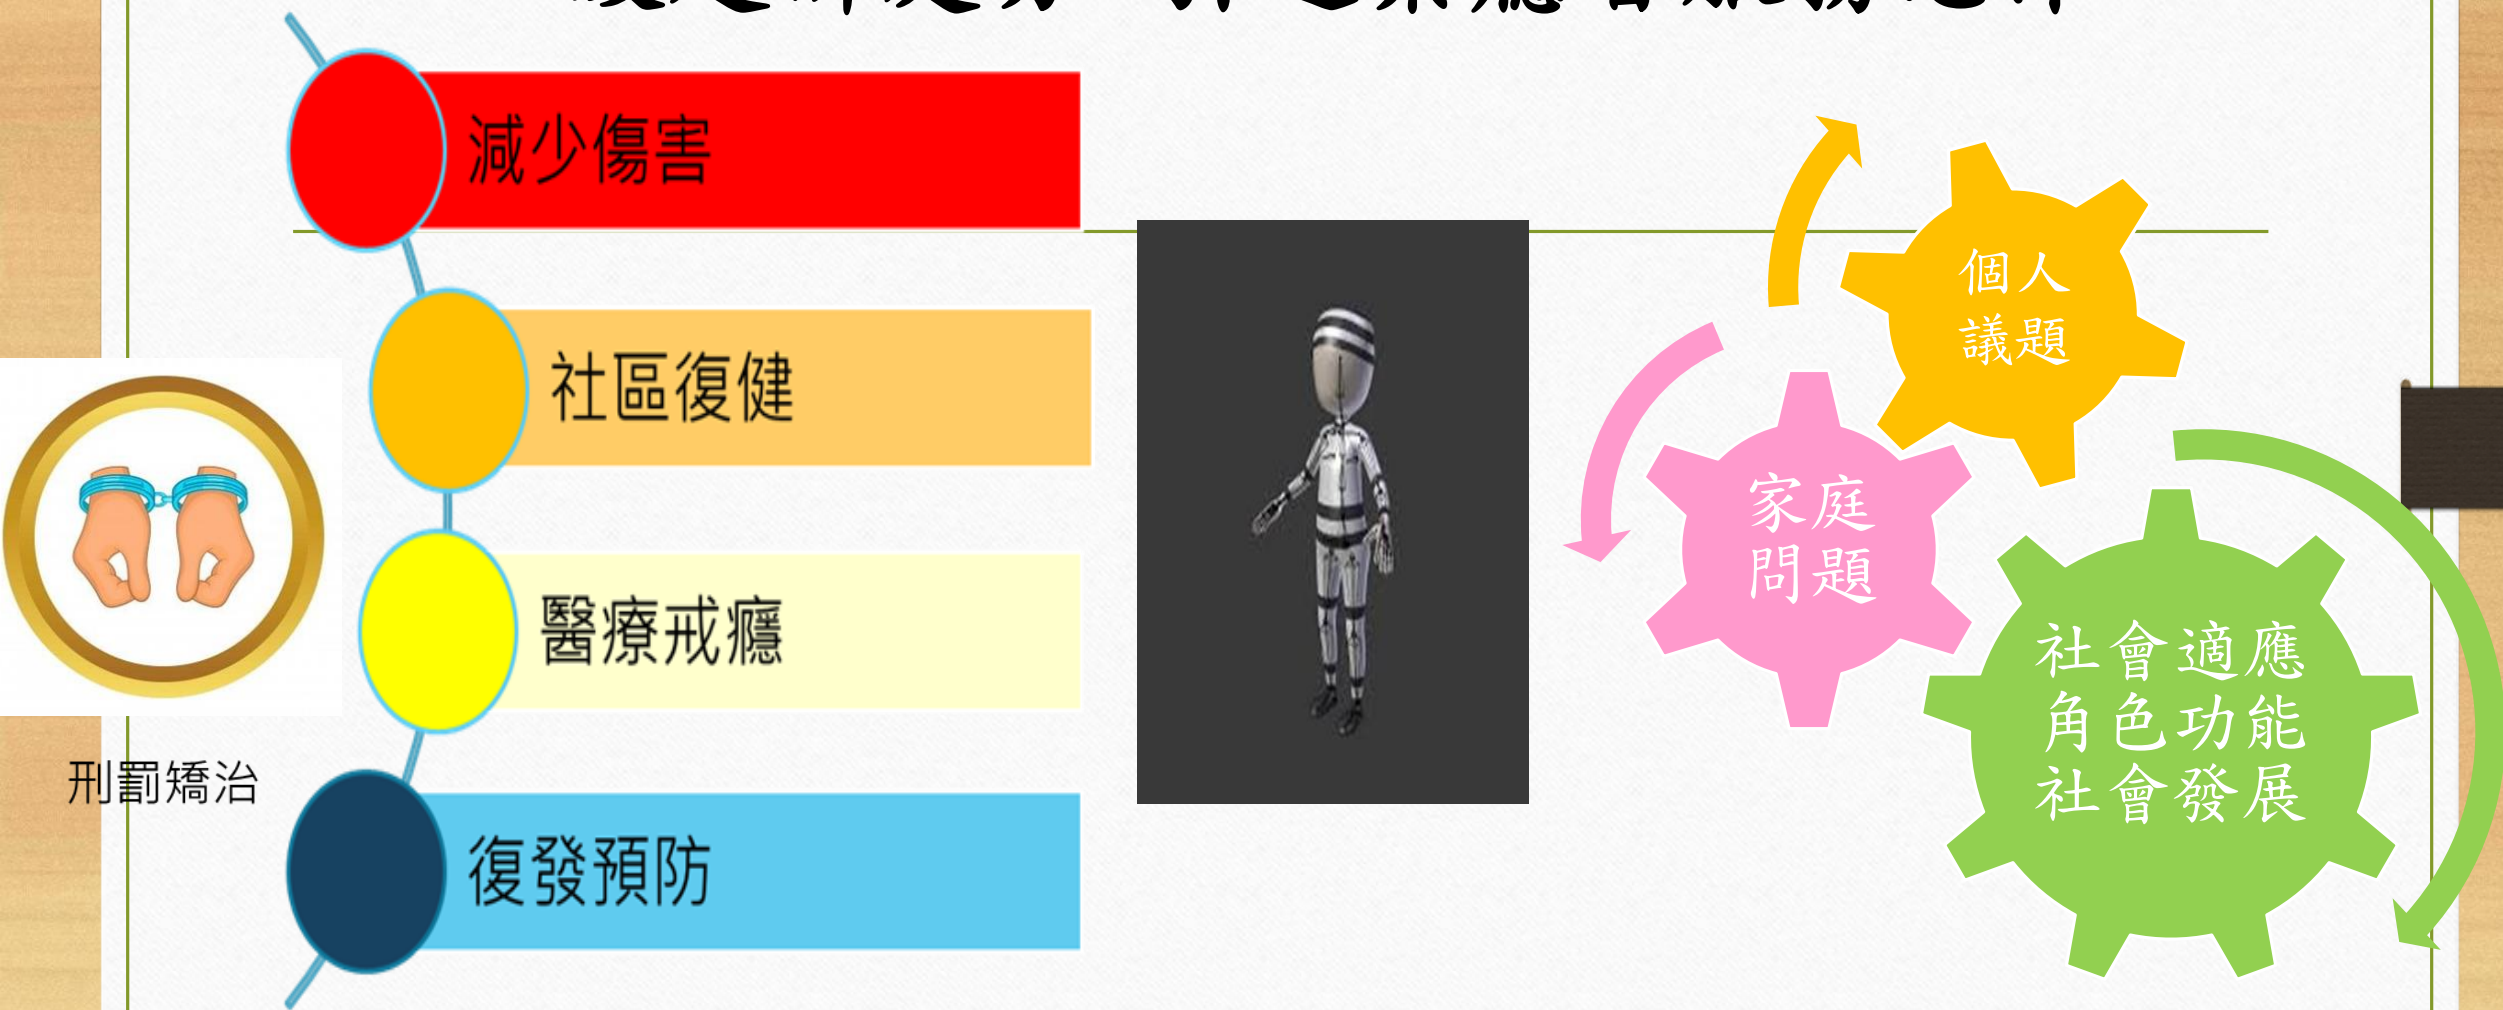 減少傷害
社區復健
醫療戒癮
復發預防
刑罰矯治
個人
議題
家庭
問題
社會適應
角色功能
社會發展